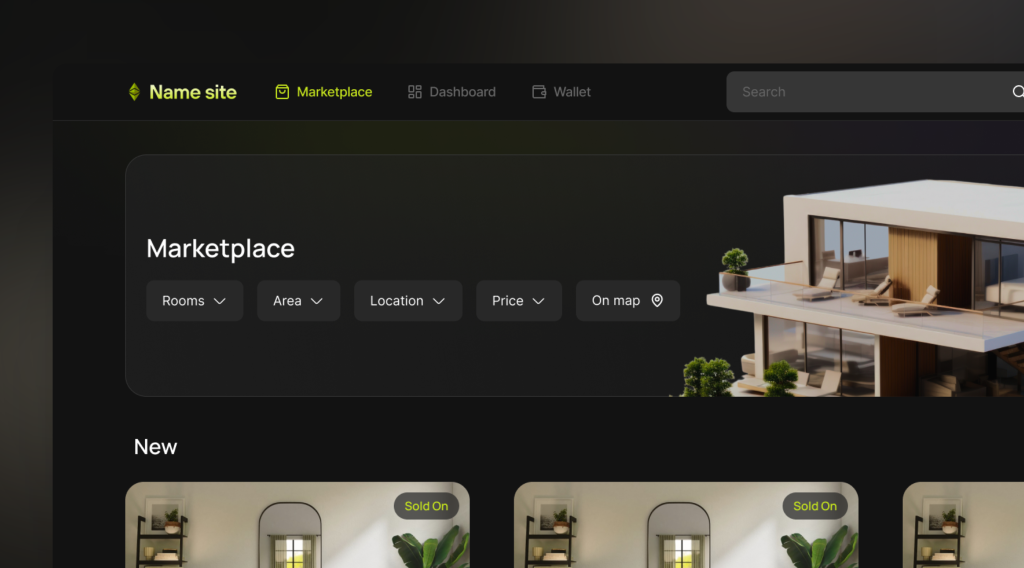 Name site
Marketplace
Dashboard
Wallet
Search
Marketplace
Rooms
Area
Location
Price
On map
New
Sold On
Sold On